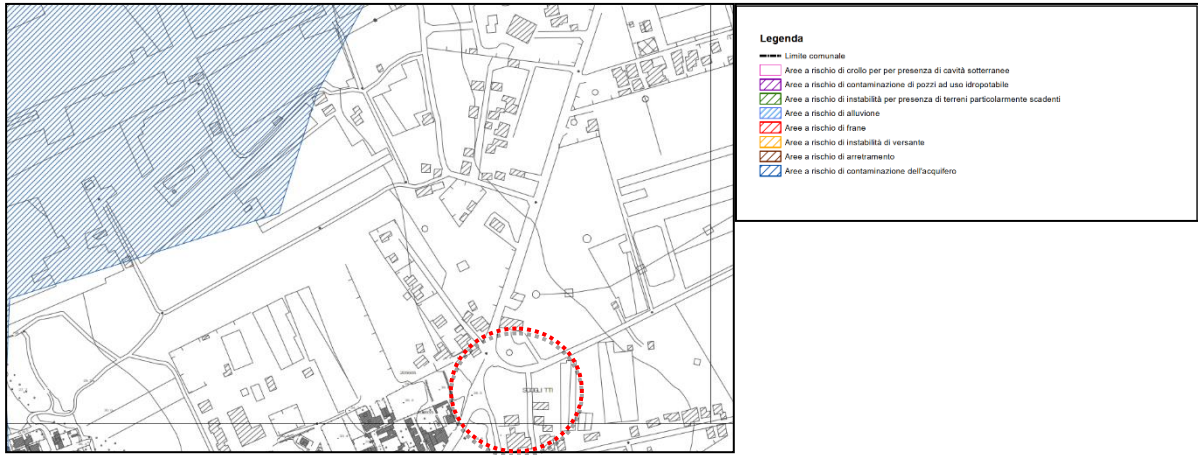 Legenda
Limite comunale
Aree a rischio di crollo per per presenza di cavità sotterranee
Aree a rischio di contaminazione di pozzi ad uso idropotabile
Aree a rischio di instabilità per presenza di terreni particolarmente scadenti
Aree a rischio di alluvione
Aree a rischio di frane
Aree a rischio di instabilità di versante
Aree a rischio di arretramento
Aree a rischio di contaminazione dell'acquifero
SCOGLITTI